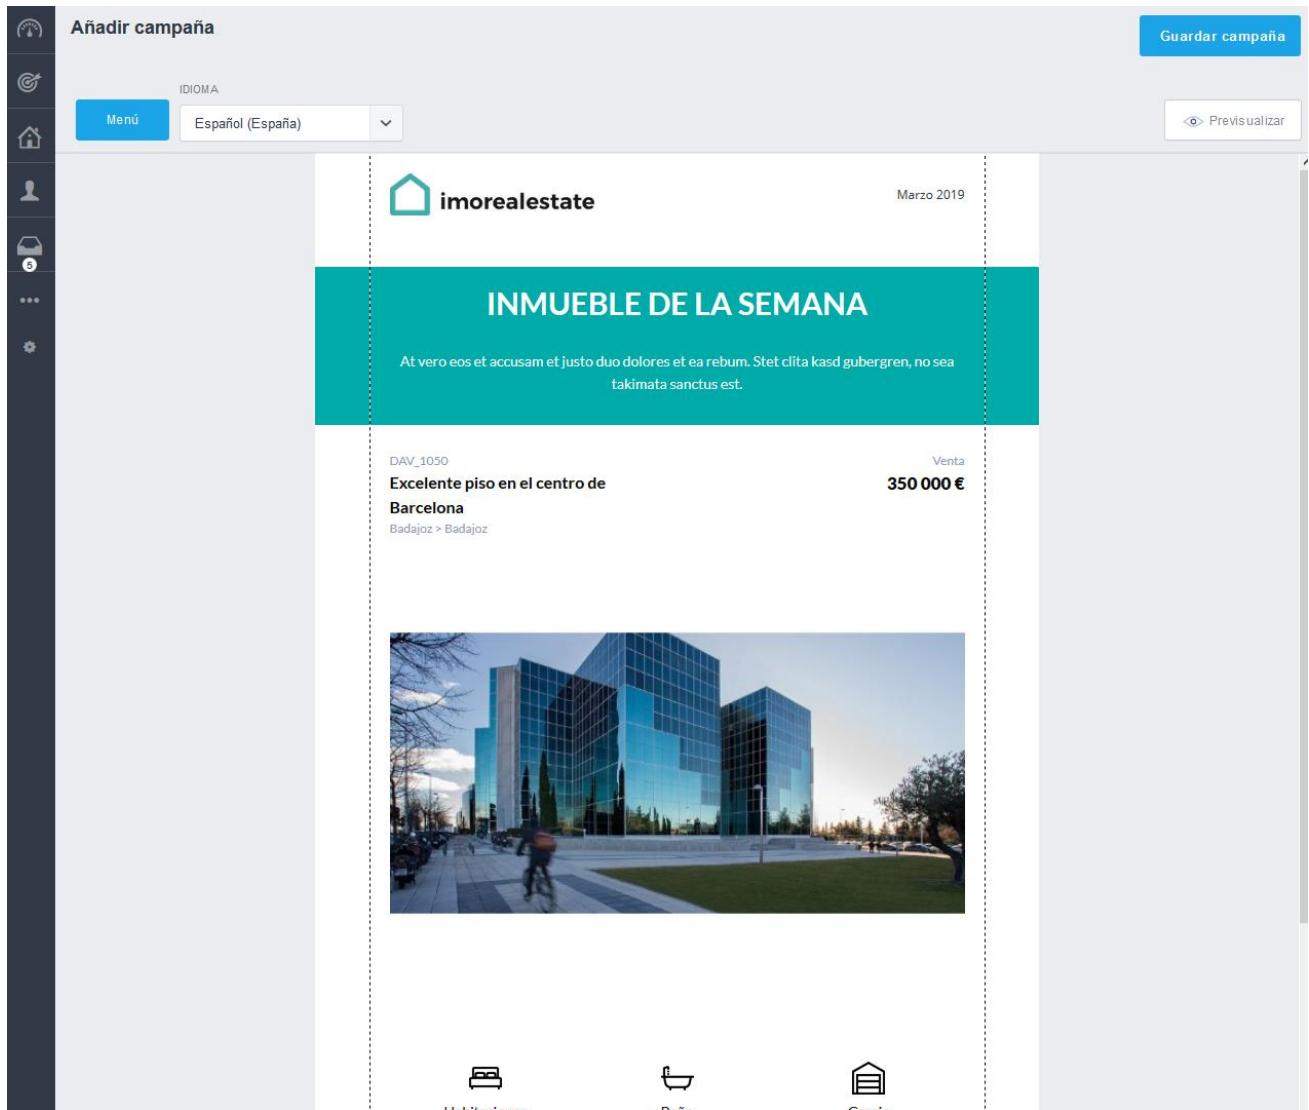 Añadir campaña
Guardar campaña
IDIOMA
Menú
Español (España)
Previsualizar
5
imorealestate
Marzo 2019
INMUEBLE DE LA SEMANA
At vero eos et accusam et justo duo dolores et ea rebum. Stet clita kasd gubergren, no sea
takimata sanctus est.
DAV_1050
Venta
Excelente piso en el centro de
350 000 €
Barcelona
Badajoz > Badajoz